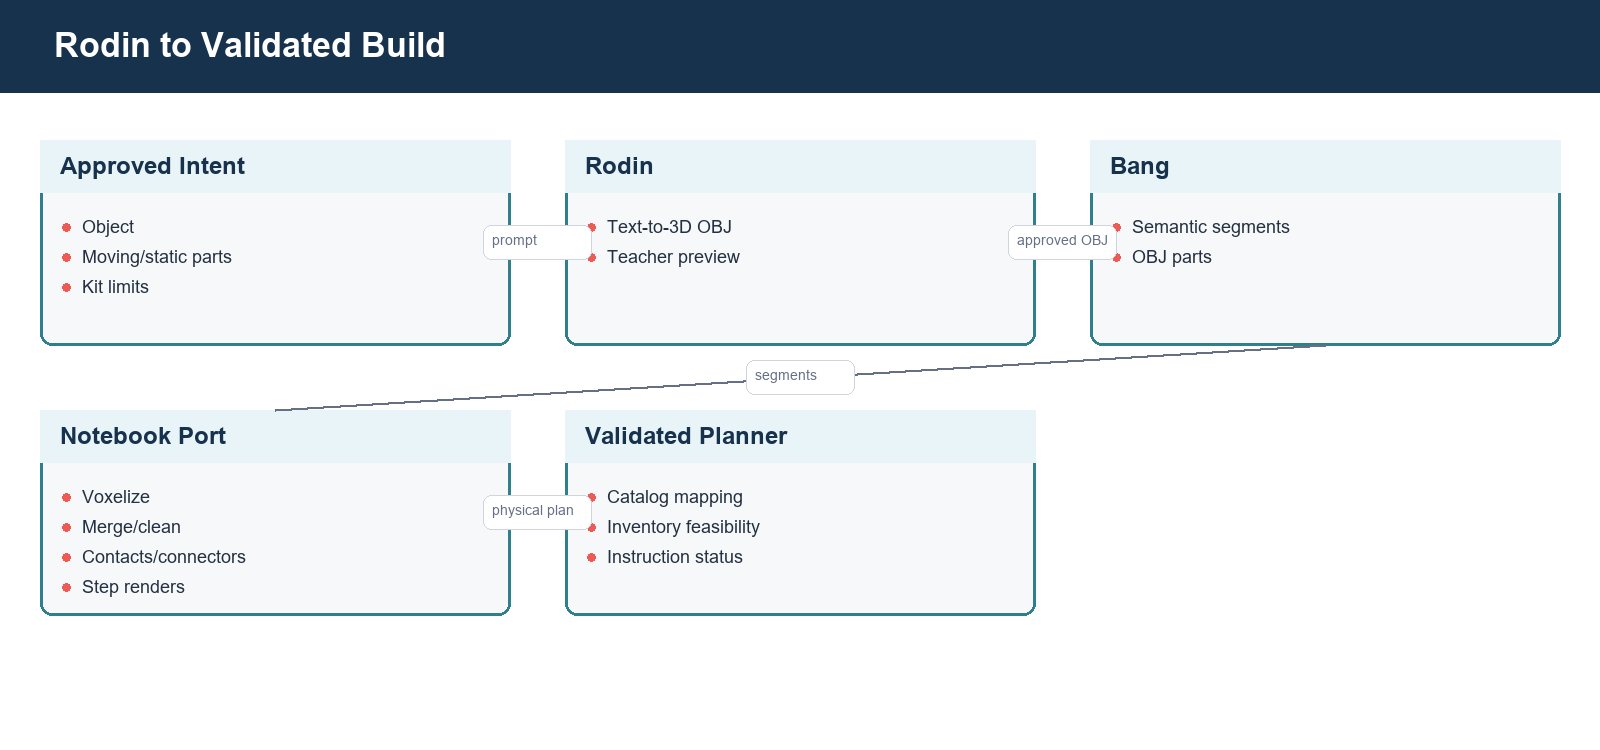 Rodin to Validated Build
Approved Intent
Object
Moving/static parts
Kit limits
prompt
Rodin
Text-to-3D OBJ
Teacher preview
approved OBJ
Bang
Semantic segments
OBJ parts
segments
Notebook Port
Voxelize
Merge/clean
Contacts/connectors
Step renders
physical plan
Validated Planner
Catalog mapping
Inventory feasibility
Instruction status